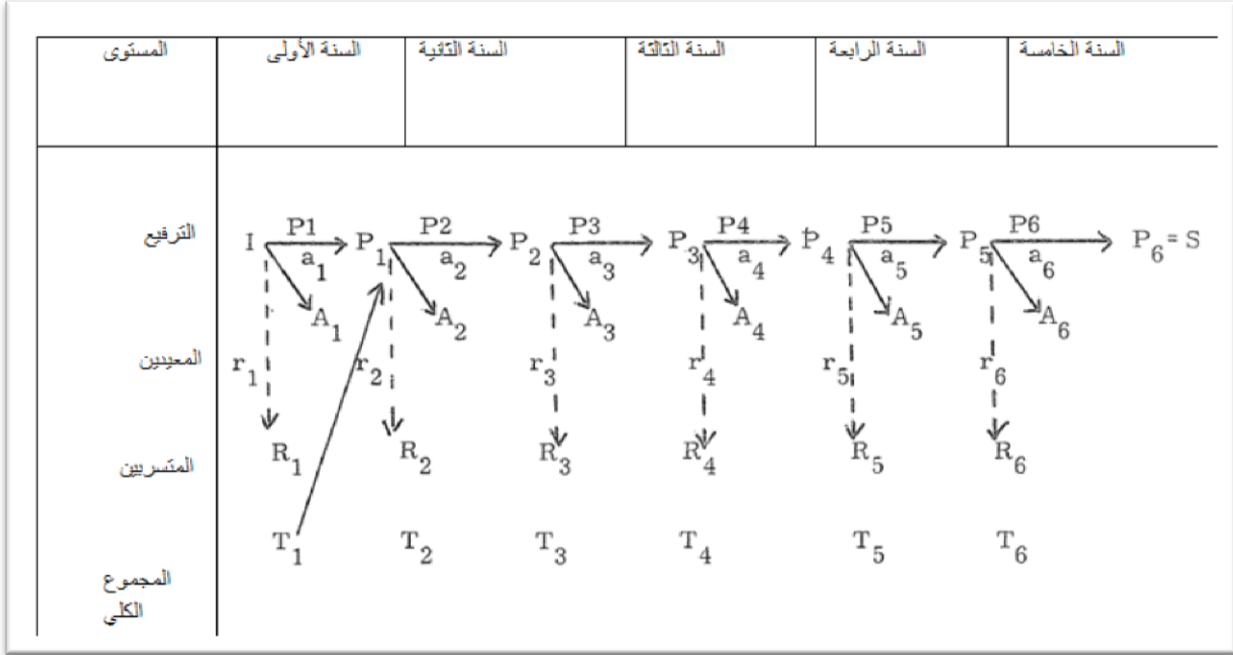 المستوى السنة الأولى السنة الثانية السنة الثالثة السنة الرابعة السنة الخامسة
الترفيع I P1 P₁ P2 P₂ P3 P₃ P4 P₄ P5 P₅ P6 P₆ = S
a₁ a₂ a₃ a₄ a₅ a₆
A₁ A₂ A₃ A₄ A₅ A₆
المعيدين r₁ r₂ r₃ r₄ r₅ r₆
المتسربين R₁ R₂ R₃ R₄ R₅ R₆
T₁ T₂ T₃ T₄ T₅ T₆
المجموع
الكلي